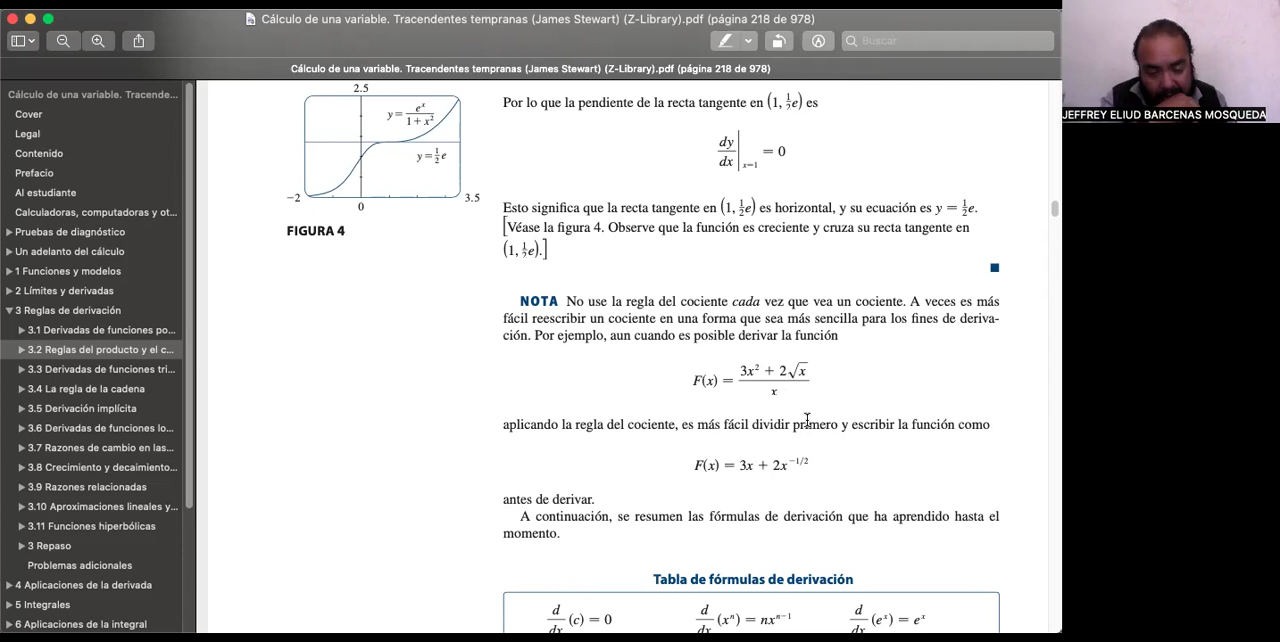 Cálculo de una variable. Tracendentes tempranas (James Stewart) (Z-Library).pdf (página 218 de 978)
Buscar
Cálculo de una variable. Tracendentes tempranas (James Stewart) (Z-Library).pdf (página 218 de 978)
Cálculo de una variable. Tracende...
Cover
Legal
Contenido
Prefacio
Al estudiante
Calculadoras, computadoras y ot...
Pruebas de diagnóstico
Un adelanto del cálculo
1 Funciones y modelos
2 Límites y derivadas
3 Reglas de derivación
3.1 Derivadas de funciones po...
3.2 Reglas del producto y el c...
3.3 Derivadas de funciones tri...
3.4 La regla de la cadena
3.5 Derivación implícita
3.6 Derivadas de funciones lo...
3.7 Razones de cambio en las...
3.8 Crecimiento y decaimiento...
3.9 Razones relacionadas
3.10 Aproximaciones lineales y...
3.11 Funciones hiperbólicas
3 Repaso
Problemas adicionales
4 Aplicaciones de la derivada
5 Integrales
6 Aplicaciones de la integral
2.5
y = e^x / (1 + x²)
y = ½ e
−2
3.5
0
FIGURA 4
Por lo que la pendiente de la recta tangente en (1, ½e) es
dy/dx |x=1 = 0
Esto significa que la recta tangente en (1, ½e) es horizontal, y su ecuación es y = ½e.
[Véase la figura 4. Observe que la función es creciente y cruza su recta tangente en
(1, ½e).]
NOTA No use la regla del cociente cada vez que vea un cociente. A veces es más
fácil reescribir un cociente en una forma que sea más sencilla para los fines de deriva-
ción. Por ejemplo, aun cuando es posible derivar la función
F(x) = (3x² + 2√x) / x
aplicando la regla del cociente, es más fácil dividir primero y escribir la función como
F(x) = 3x + 2x^−1/2
antes de derivar.
A continuación, se resumen las fórmulas de derivación que ha aprendido hasta el
momento.
Tabla de fórmulas de derivación
d/dx (c) = 0 d/dx (xⁿ) = nxⁿ⁻¹ d/dx (e^x) = e^x
JEFFREY ELIUD BARCENAS MOSQUEDA